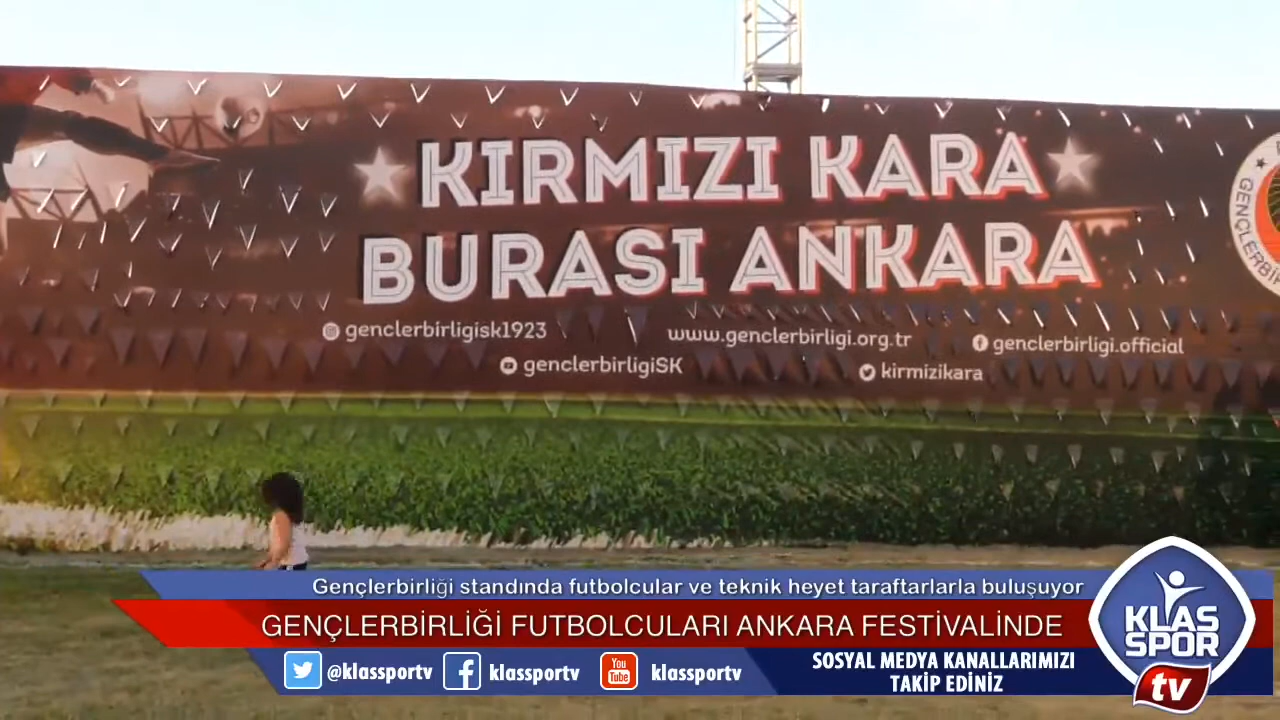 KIRMIZI KARA
BURASI ANKARA
genclerbirligisk1923
www.genclerbirligi.org.tr
genclerbirligi.official
genclerbirligiSK
kirmizikara
Gençlerbirliği standında futbolcular ve teknik heyet taraftarlarla buluşuyor
GENÇLERBİRLİĞİ FUTBOLCULARI ANKARA FESTİVALİNDE
@klassportv
klassportv
You
Tube
klassportv
SOSYAL MEDYA KANALLARIMIZI
TAKİP EDİNİZ
KLAS
SPOR
tv